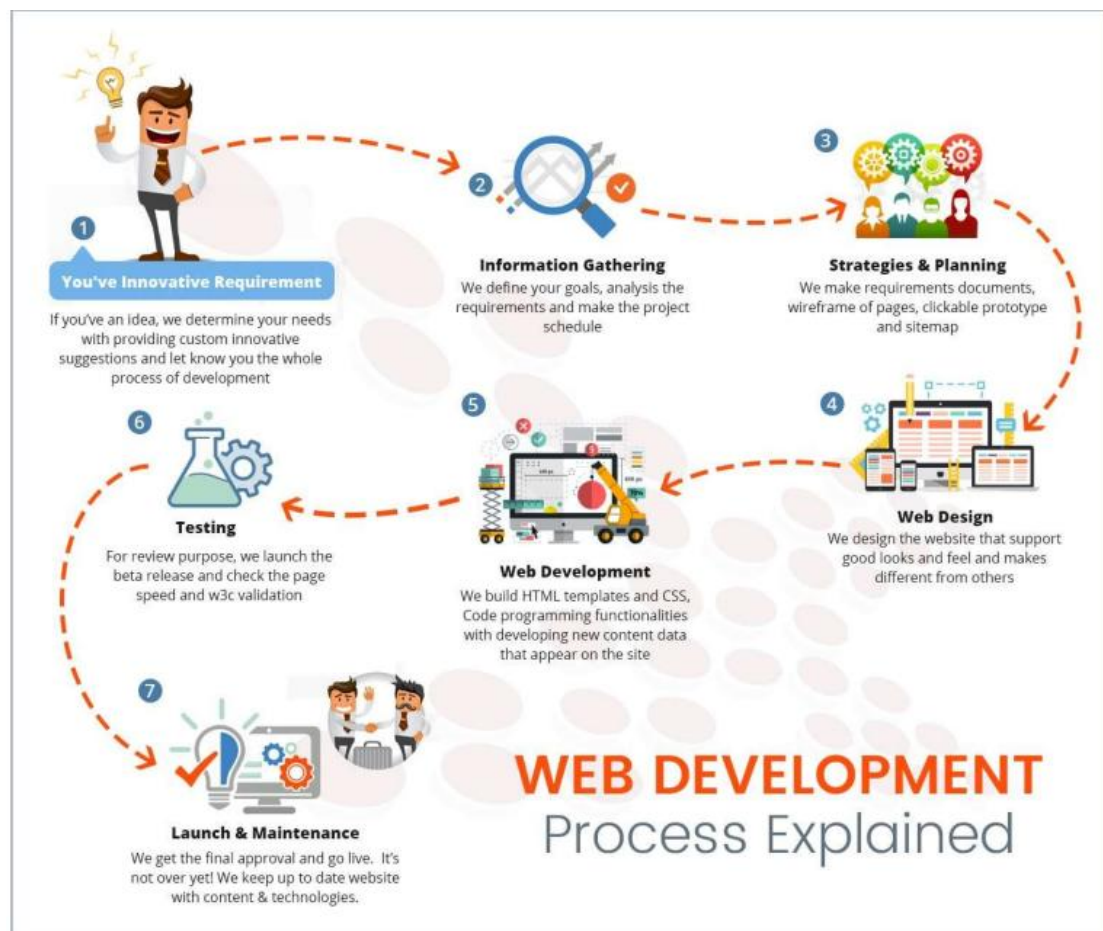 1
You've Innovative Requirement
If you've an idea, we determine your needs
with providing custom innovative
suggestions and let know you the whole
process of development
2
Information Gathering
We define your goals, analysis the
requirements and make the project
schedule
3
Strategies & Planning
We make requirements documents,
wireframe of pages, clickable prototype
and sitemap
4
Web Design
We design the website that support
good looks and feel and makes
different from others
5
Web Development
We build HTML templates and CSS,
Code programming functionalities
with developing new content data
that appear on the site
6
Testing
For review purpose, we launch the
beta release and check the page
speed and w3c validation
7
Launch & Maintenance
We get the final approval and go live. It's
not over yet! We keep up to date website
with content & technologies.
WEB DEVELOPMENT
Process Explained